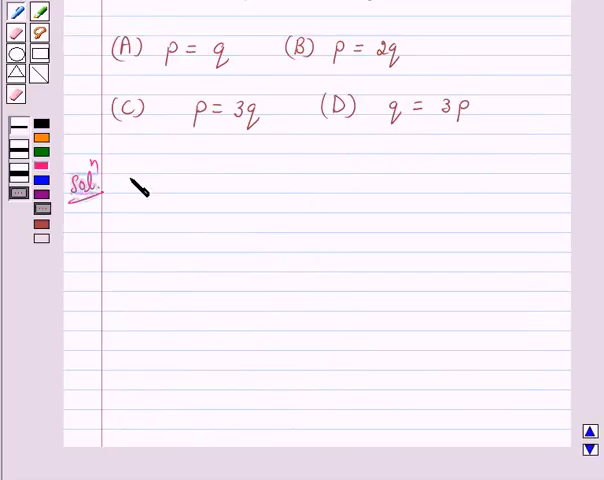 (A) p = q (B) p = 2q
(C) p = 3q (D) q = 3p
Solⁿ.